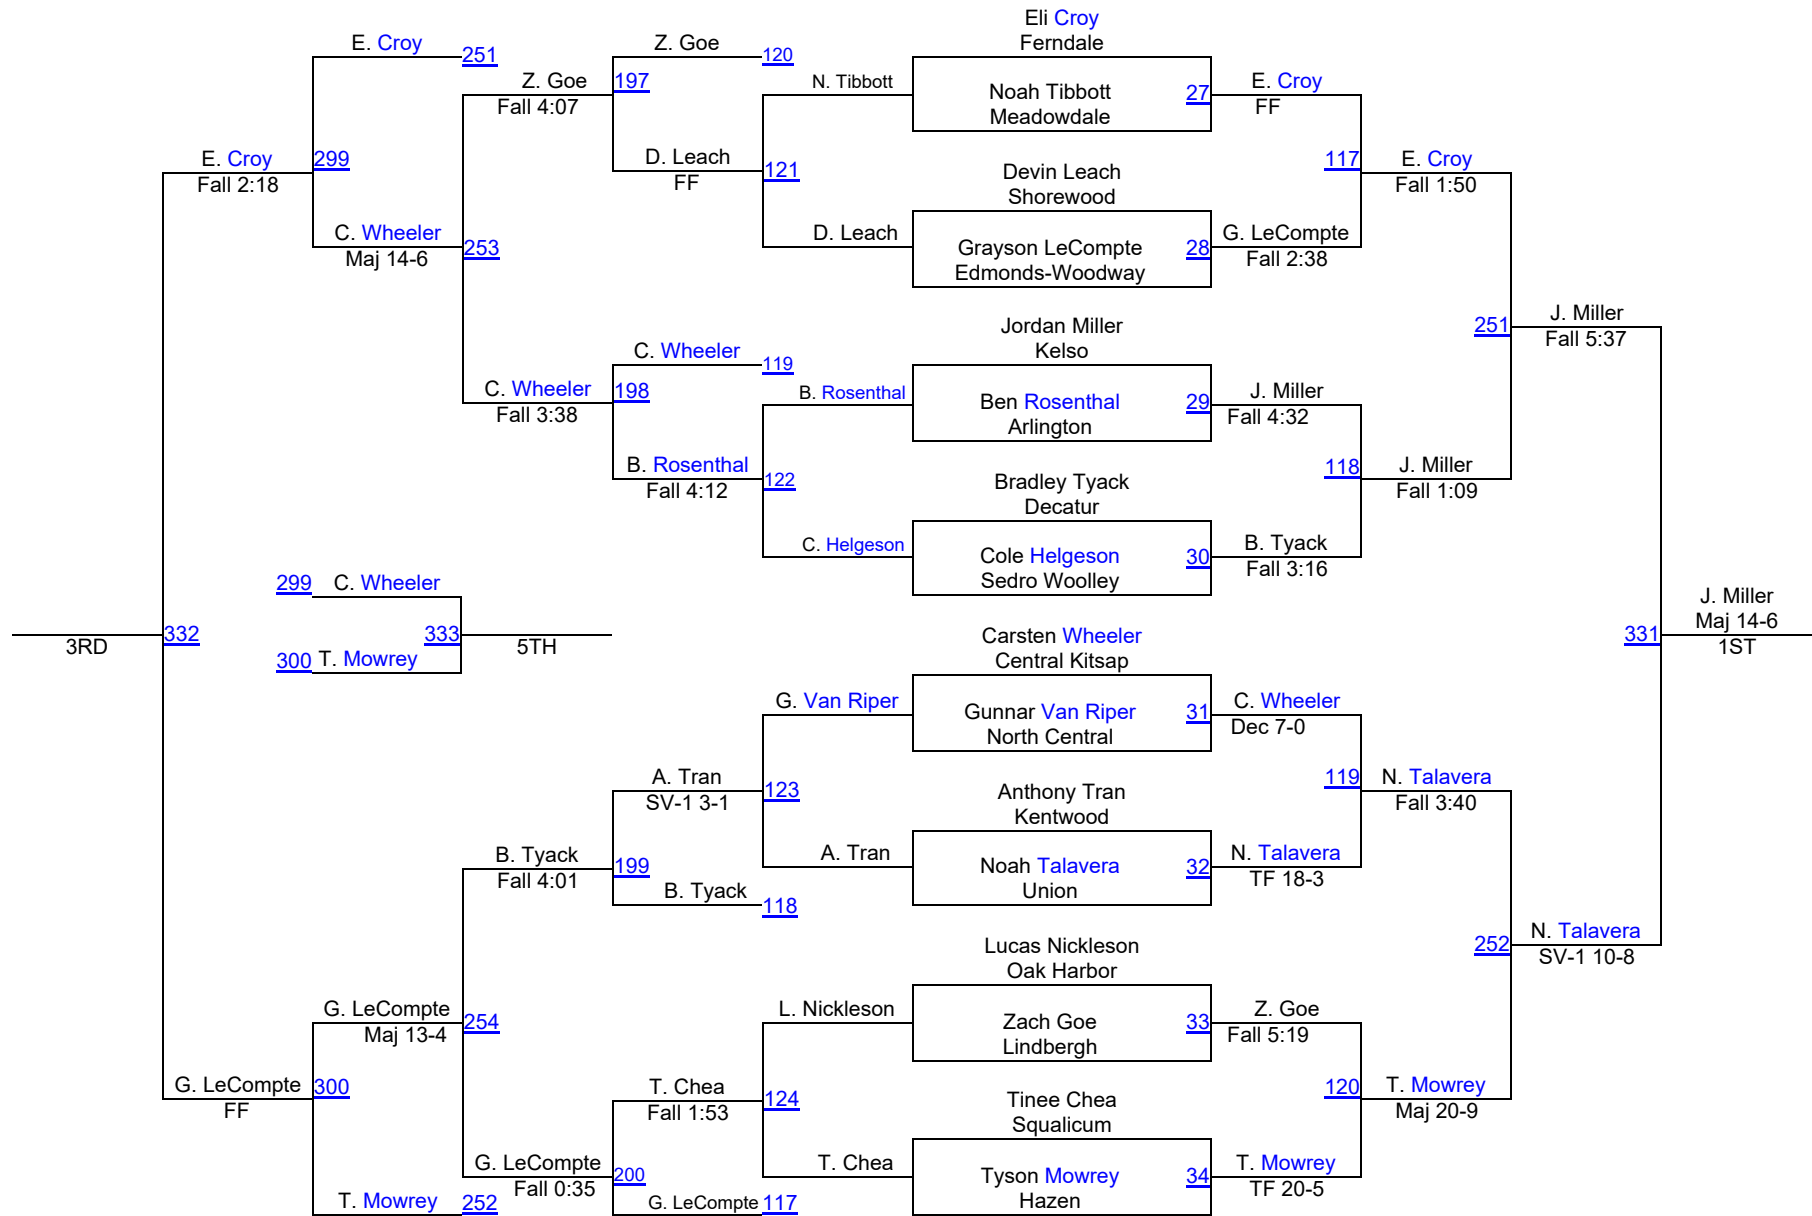 Eli Croy
Ferndale
E. Croy
251
Z. Goe
120
Z. Goe
197
Fall 4:07
N. Tibbott
Noah Tibbott
Meadowdale
27
E. Croy
FF
E. Croy
299
Fall 2:18
D. Leach
121
FF
Devin Leach
Shorewood
117
E. Croy
Fall 1:50
C. Wheeler
253
Maj 14-6
D. Leach
Grayson LeCompte
Edmonds-Woodway
28
G. LeCompte
Fall 2:38
Jordan Miller
Kelso
251
J. Miller
Fall 5:37
C. Wheeler
119
C. Wheeler
198
Fall 3:38
B. Rosenthal
Ben Rosenthal
Arlington
29
J. Miller
Fall 4:32
B. Rosenthal
122
Fall 4:12
Bradley Tyack
Decatur
118
J. Miller
Fall 1:09
C. Helgeson
Cole Helgeson
Sedro Woolley
30
B. Tyack
Fall 3:16
299
C. Wheeler
3RD
332
333
5TH
300
T. Mowrey
Carsten Wheeler
Central Kitsap
331
J. Miller
Maj 14-6
1ST
G. Van Riper
Gunnar Van Riper
North Central
31
C. Wheeler
Dec 7-0
A. Tran
123
SV-1 3-1
Anthony Tran
Kentwood
119
N. Talavera
Fall 3:40
B. Tyack
199
Fall 4:01
A. Tran
Noah Talavera
Union
32
N. Talavera
TF 18-3
B. Tyack
118
Lucas Nickleson
Oak Harbor
252
N. Talavera
SV-1 10-8
G. LeCompte
254
Maj 13-4
L. Nickleson
Zach Goe
Lindbergh
33
Z. Goe
Fall 5:19
G. LeCompte
300
FF
T. Chea
124
Fall 1:53
Tinee Chea
Squalicum
120
T. Mowrey
Maj 20-9
G. LeCompte
200
Fall 0:35
T. Chea
Tyson Mowrey
Hazen
34
T. Mowrey
TF 20-5
T. Mowrey
252
G. LeCompte
117